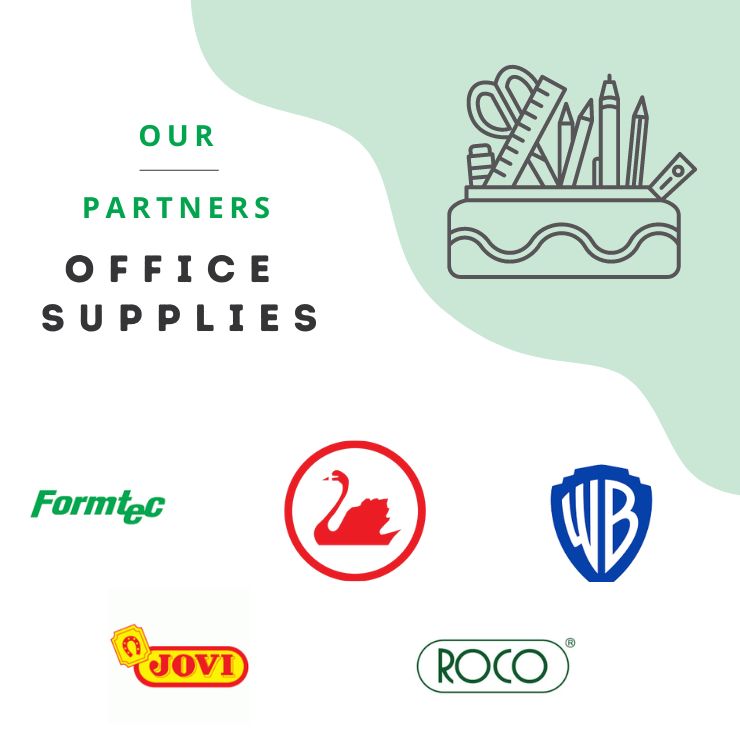 OUR
PARTNERS
OFFICE
SUPPLIES
Formtec
WB
JOVI
ROCO®